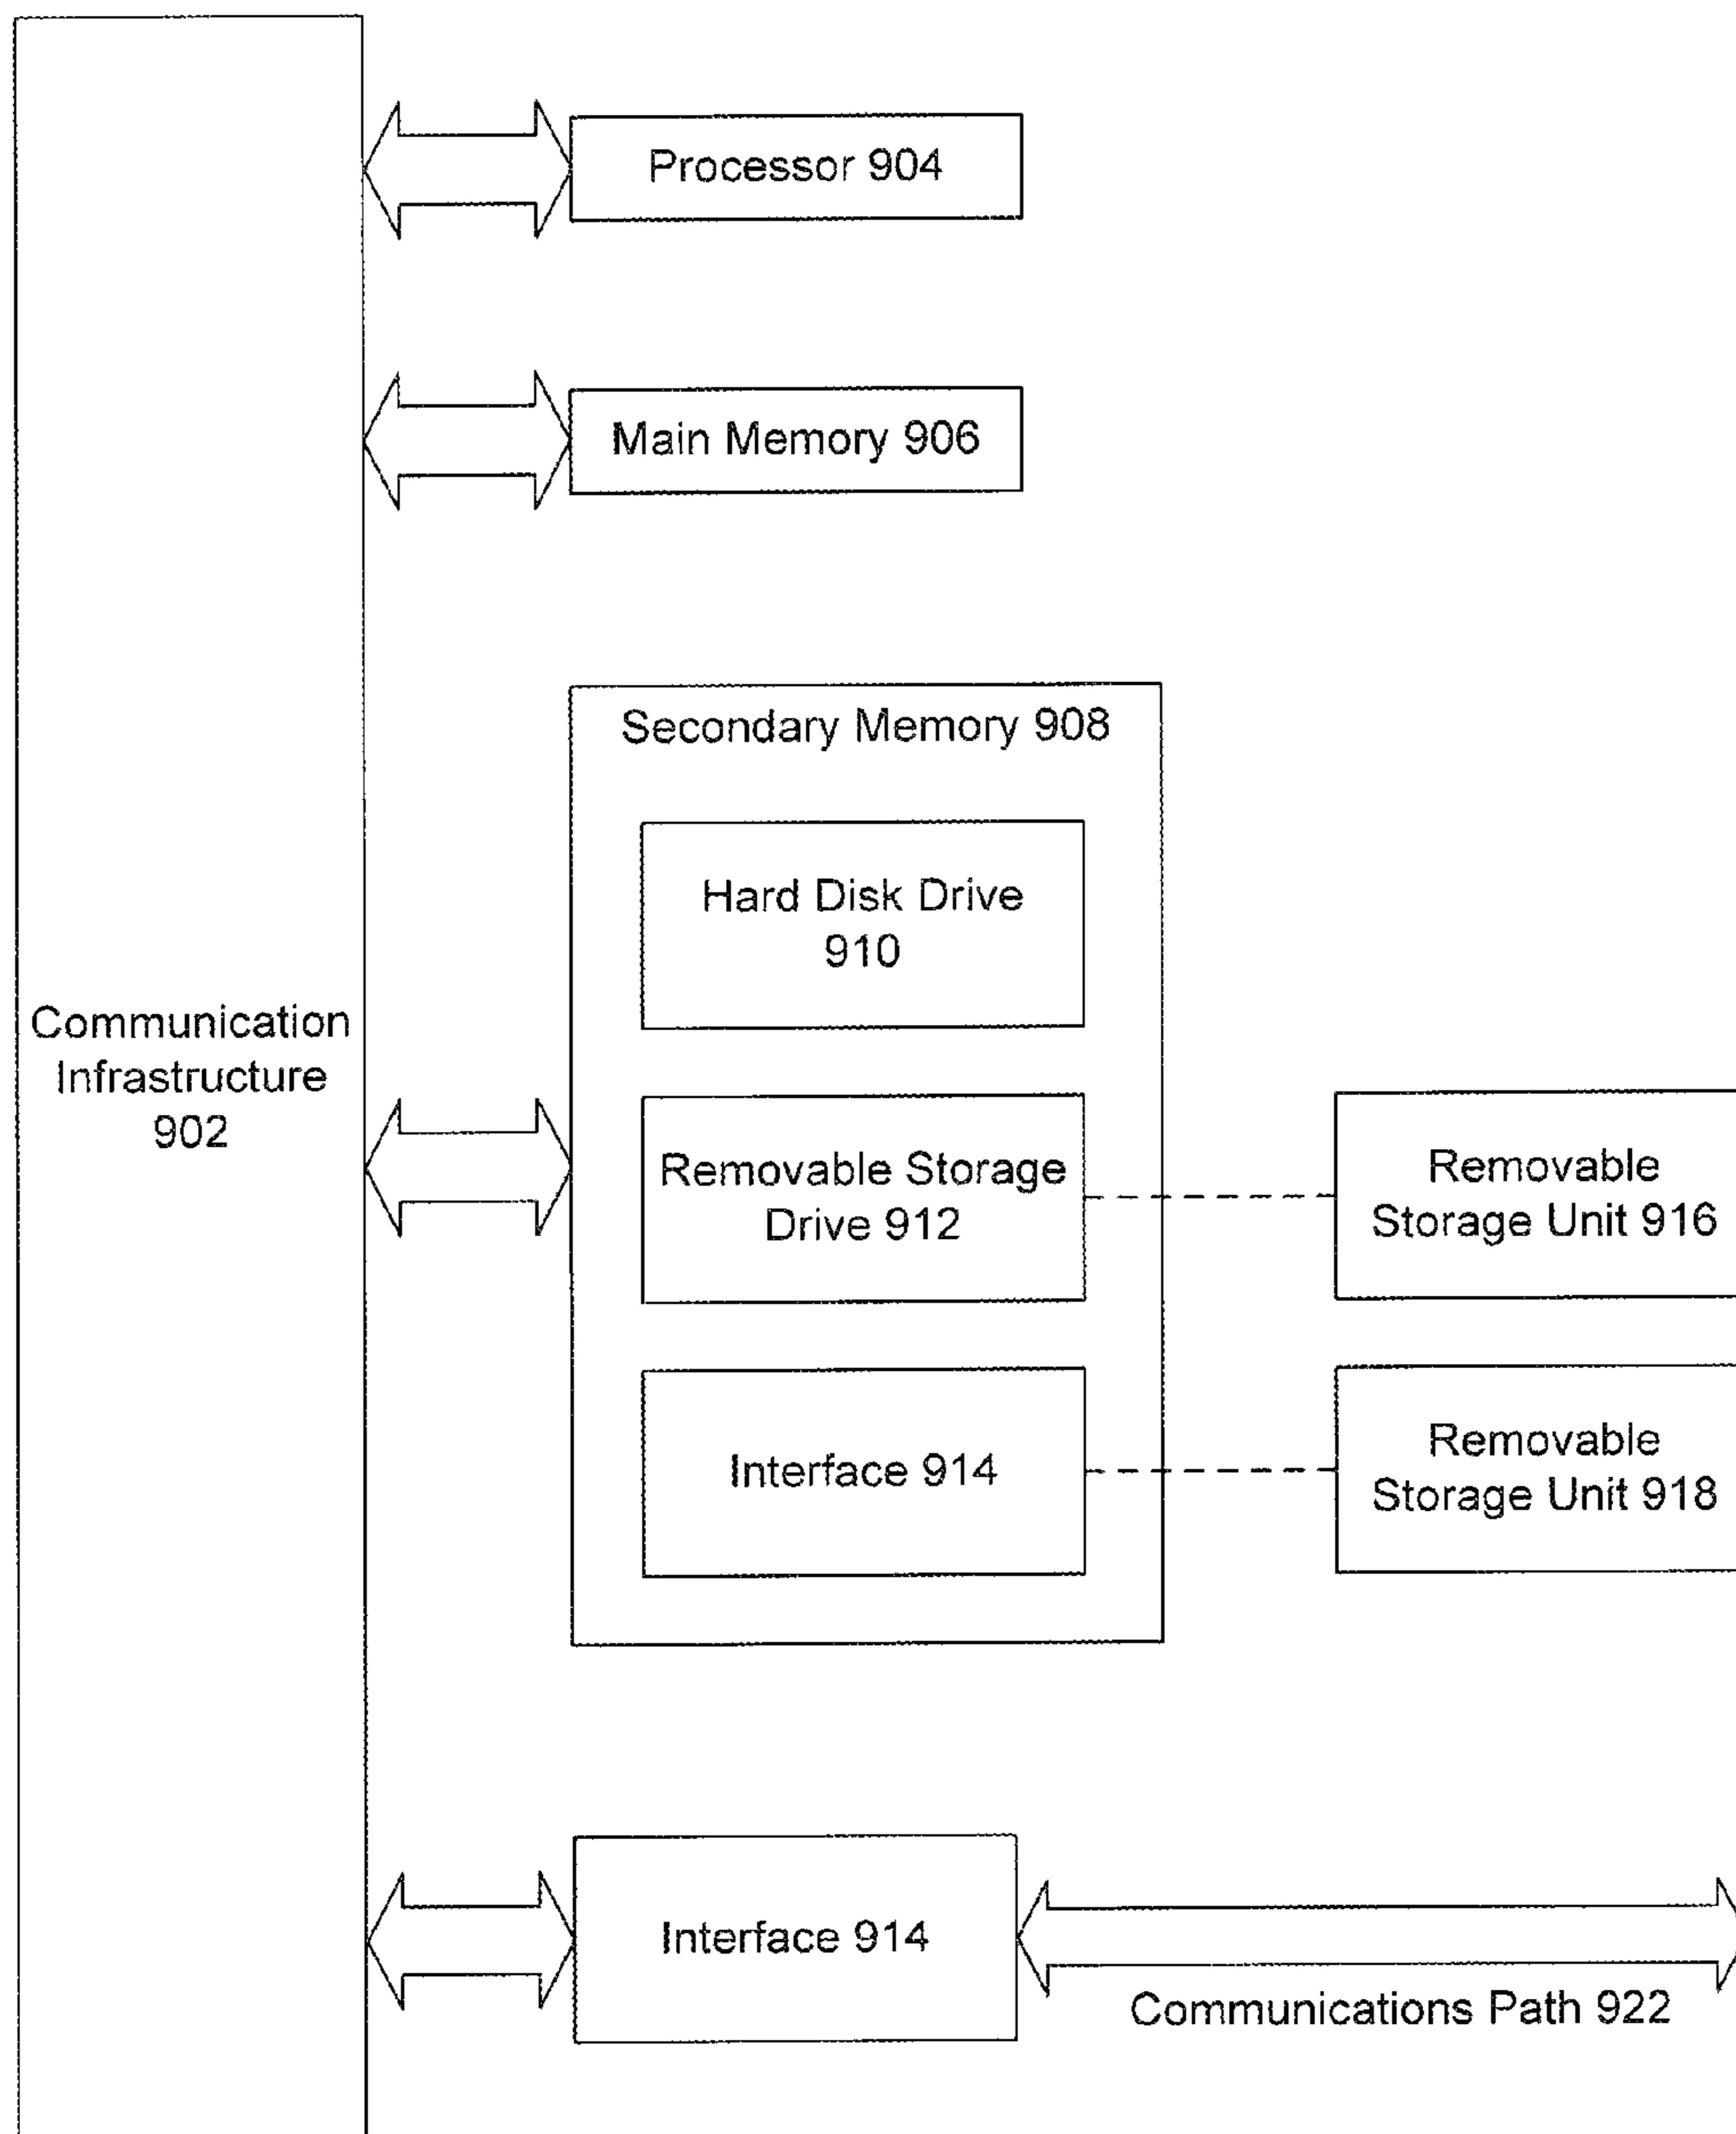 Processor 904
Main Memory 906
Secondary Memory 908
Hard Disk Drive
910
Communication
Infrastructure
902
Removable Storage
Drive 912
Removable
Storage Unit 916
Interface 914
Removable
Storage Unit 918
Interface 914
Communications Path 922